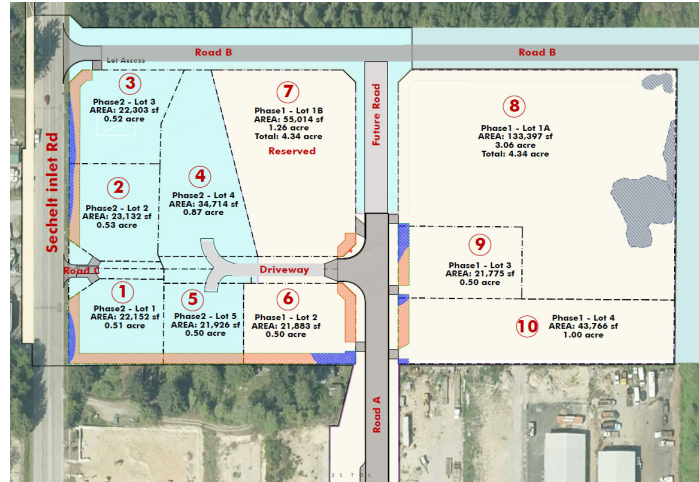 Road B
Road B
Lot Access
3
Phase2 - Lot 3
AREA: 22,303 sf
0.52 acre
7
Phase1 - Lot 1B
AREA: 55,014 sf
1.26 acre
Total: 4.34 acre
Reserved
Future Road
8
Phase1 - Lot 1A
AREA: 133,397 sf
3.06 acre
Total: 4.34 acre
Sechelt inlet Rd
2
Phase2 - Lot 2
AREA: 23,132 sf
0.53 acre
4
Phase2 - Lot 4
AREA: 34,714 sf
0.87 acre
9
Phase1 - Lot 3
AREA: 21,775 sf
0.50 acre
Road C
Driveway
1
Phase2 - Lot 1
AREA: 22,152 sf
0.51 acre
5
Phase2 - Lot 5
AREA: 21,926 sf
0.50 acre
6
Phase1 - Lot 2
AREA: 21,883 sf
0.50 acre
10
Phase1 - Lot 4
AREA: 43,766 sf
1.00 acre
Road A